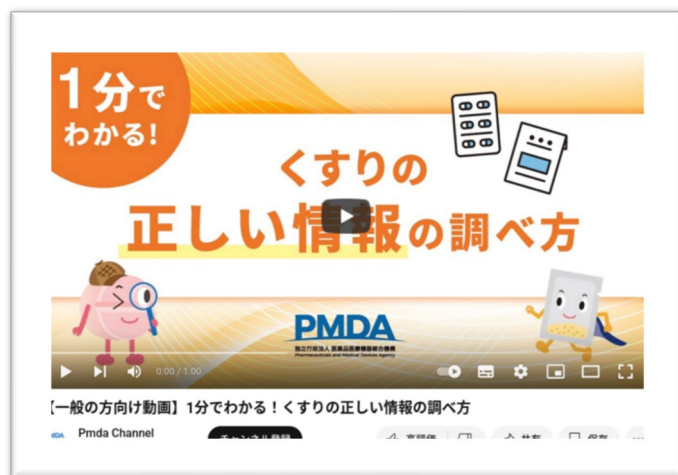 1分で
わかる!
くすりの
正しい情報の調べ方
PMDA
独立行政法人 医薬品医療機器総合機構
Pharmaceuticals and Medical Devices Agency
0:00 / 1:00
【一般の方向け動画】1分でわかる！くすりの正しい情報の調べ方
Pmda Channel
チャンネル登録
高評価
共有
保存